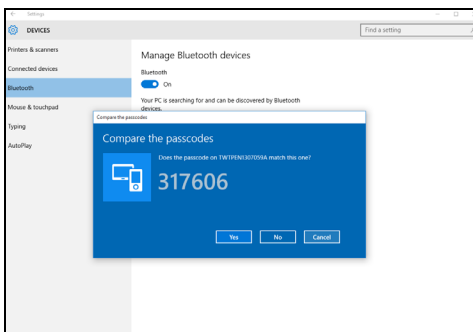 Settings
DEVICES
Find a setting
Printers & scanners
Connected devices
Bluetooth
Mouse & touchpad
Typing
AutoPlay
Manage Bluetooth devices
Bluetooth
On
Your PC is searching for and can be discovered by Bluetooth
devices.
Compare the passcodes
Compare the passcodes
Does the passcode on TWTPENI307D59A match this one?
317606
Yes
No
Cancel